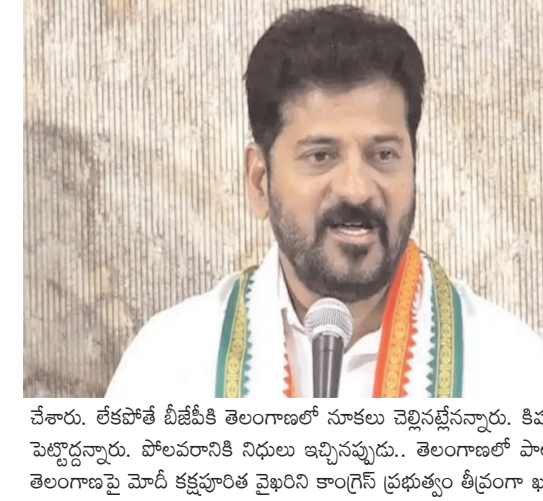 చేశారు. లేకపోతే బీజేపీకి తెలంగాణలో నూకలు చెల్లినట్లేనన్నారు.
పెట్టొద్దన్నారు. పోలవరానికి నిధులు ఇచ్చినప్పుడు.. తెలంగాణలో
తెలంగాణపై మోదీ కక్షపూరిత వైఖరిని కాంగ్రెస్ ప్రభుత్వం తీవ్రంగా